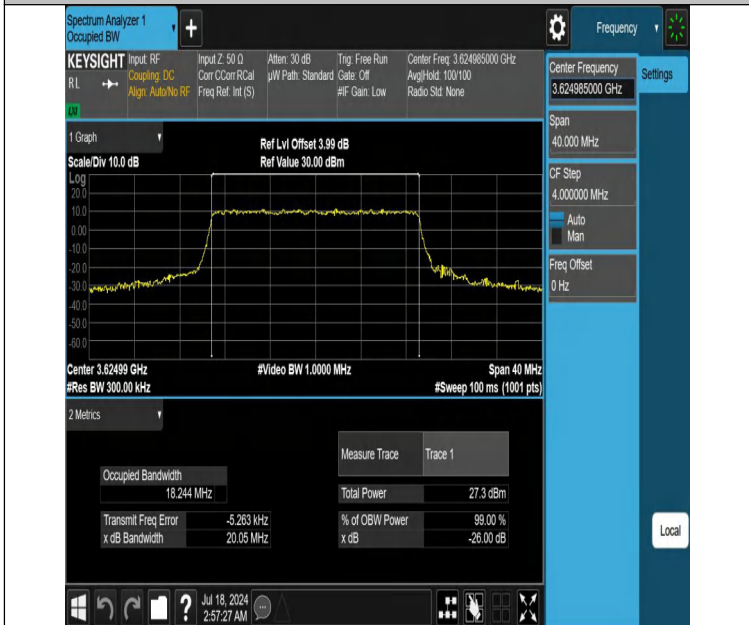 Spectrum Analyzer 1
Occupied BW
Frequency
KEYSIGHT
RL
LXI
Input: RF
Coupling: DC
Align: Auto/No RF
Input Z: 50 Ω
Corr CCorr RCal
Freq Ref: Int (S)
Atten: 30 dB
µW Path: Standard
Trig: Free Run
Gate: Off
#IF Gain: Low
Center Freq: 3.624985000 GHz
Avg|Hold: 100/100
Radio Std: None
Center Frequency
3.624985000 GHz
Settings
Span
40.000 MHz
CF Step
4.000000 MHz
Auto
Man
Freq Offset
0 Hz
1 Graph
Scale/Div 10.0 dB
Ref Lvl Offset 3.99 dB
Ref Value 30.00 dBm
Log
20.0
10.0
0.00
-10.0
-20.0
-30.0
-40.0
-50.0
-60.0
Center 3.62499 GHz
#Res BW 300.00 kHz
#Video BW 1.0000 MHz
Span 40 MHz
#Sweep 100 ms (1001 pts)
2 Metrics
Measure Trace Trace 1
Occupied Bandwidth
18.244 MHz
Total Power 27.3 dBm
Transmit Freq Error -5.263 kHz
% of OBW Power 99.00 %
x dB Bandwidth 20.05 MHz
x dB -26.00 dB
Local
?
Jul 18, 2024
2:57:27 AM